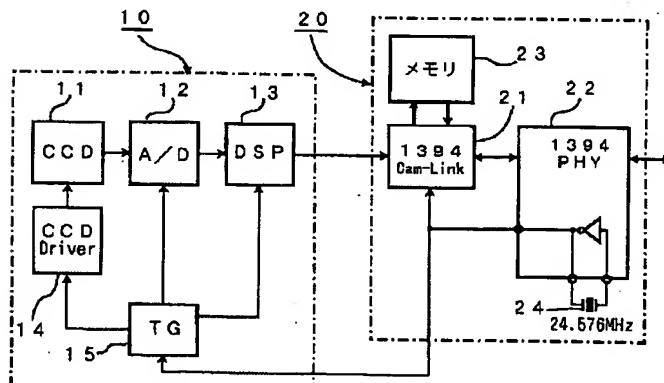 10
20
メモリ
23
11
12
13
21
22
CCD
A/D
DSP
1394
Cam-Link
1394
PHY
CCD
Driver
14
TG
15
24
24.576MHz